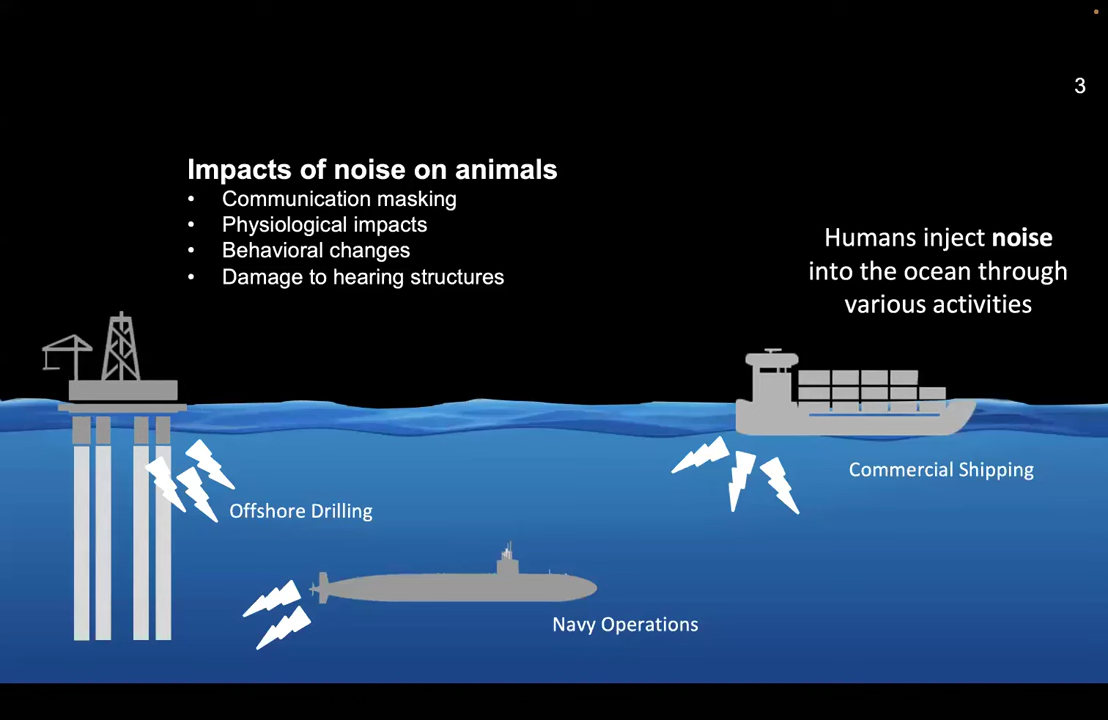 3
Impacts of noise on animals
• Communication masking
• Physiological impacts
• Behavioral changes
• Damage to hearing structures
Humans inject noise
into the ocean through
various activities
Commercial Shipping
Offshore Drilling
Navy Operations